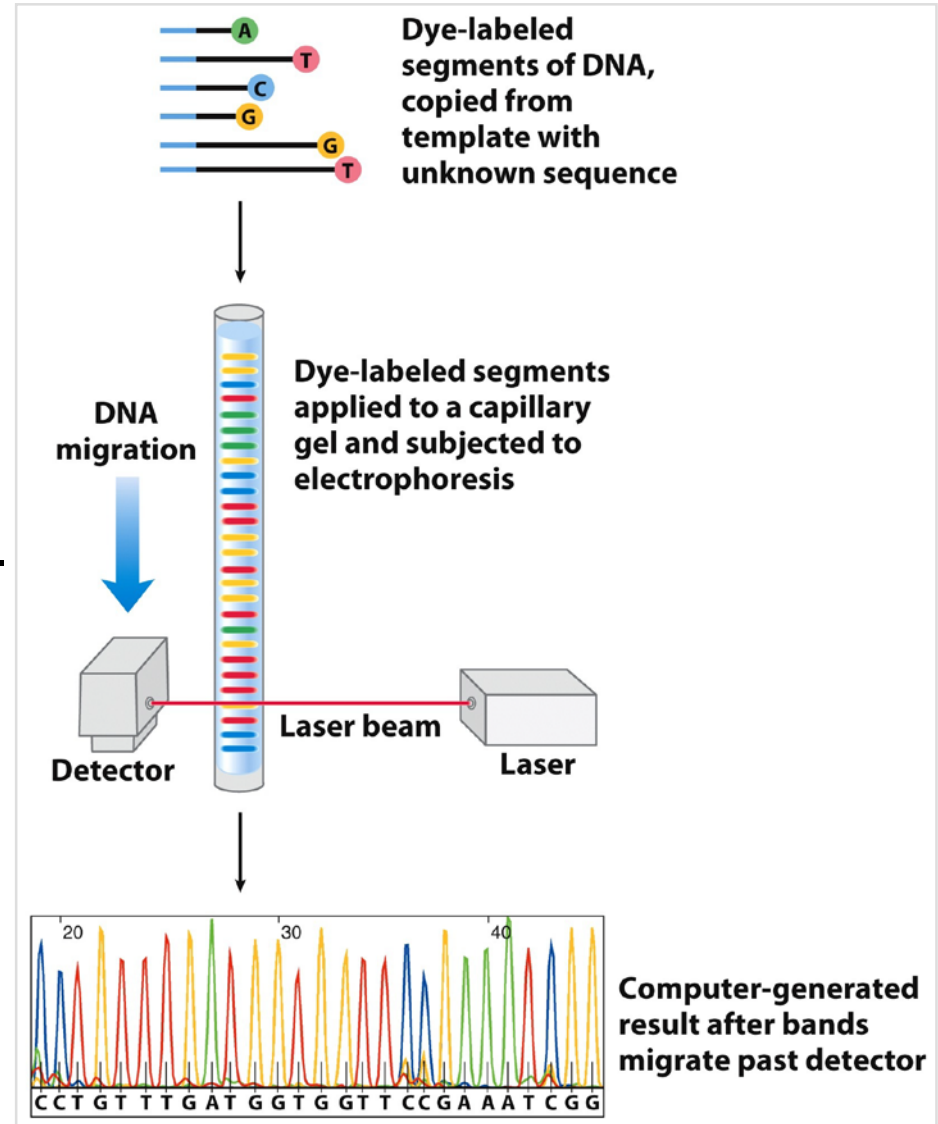 A
T
C
G
G
T
Dye-labeled
segments of DNA,
copied from
template with
unknown sequence
Dye-labeled segments
applied to a capillary
gel and subjected to
electrophoresis
DNA
migration
Laser beam
Detector
Laser
20 30 40
C C T G T T T G A T G G T G G T T C C G A A A T C G G
Computer-generated
result after bands
migrate past detector